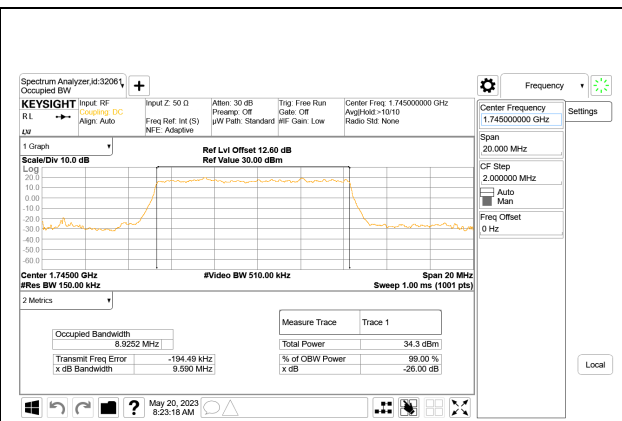 Spectrum Analyzer,id:32061
Occupied BW
+
Frequency
KEYSIGHT
R L
Input: RF
Coupling: DC
Align: Auto
Input Z: 50 Ω
Freq Ref: Int (S)
NFE: Adaptive
Atten: 30 dB
Preamp: Off
µW Path: Standard
Trig: Free Run
Gate: Off
#IF Gain: Low
Center Freq: 1.745000000 GHz
Avg|Hold:>10/10
Radio Std: None
Center Frequency
1.745000000 GHz
Settings
Span
20.000 MHz
CF Step
2.000000 MHz
Auto
Man
Freq Offset
0 Hz
1 Graph
Scale/Div 10.0 dB
Ref Lvl Offset 12.60 dB
Ref Value 30.00 dBm
Log
20.0
10.0
0.00
-10.0
-20.0
-30.0
-40.0
-50.0
-60.0
Center 1.74500 GHz
#Video BW 510.00 kHz
Span 20 MHz
#Res BW 150.00 kHz
Sweep 1.00 ms (1001 pts)
2 Metrics
Measure Trace
Trace 1
Occupied Bandwidth
8.9252 MHz
Total Power
34.3 dBm
Transmit Freq Error
-194.49 kHz
% of OBW Power
99.00 %
x dB Bandwidth
9.590 MHz
x dB
-26.00 dB
Local
?
May 20, 2023
8:23:18 AM